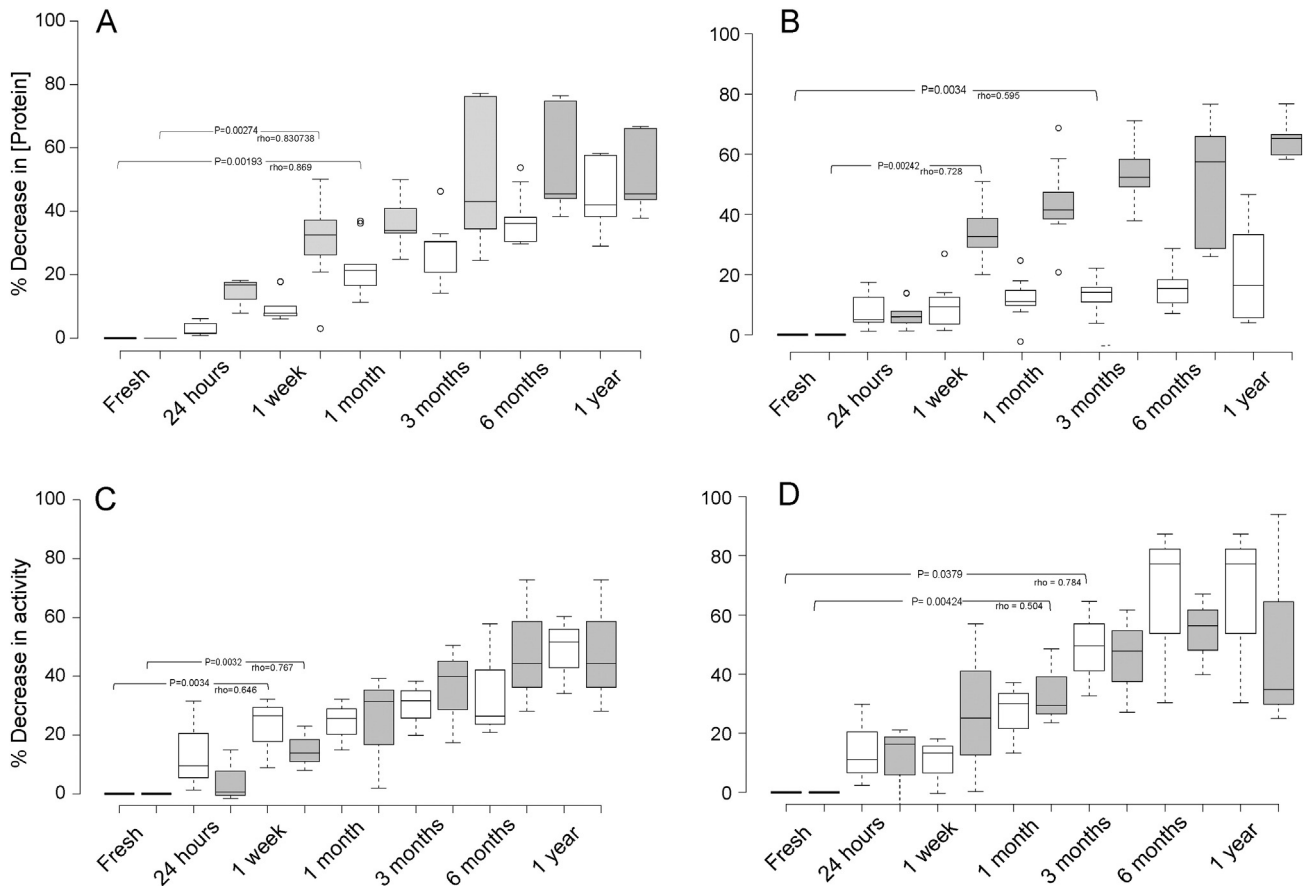 A
% Decrease in [Protein]
100
80
60
40
20
0
P=0.00274
rho=0.830738
P=0.00193
rho=0.869
Fresh
24 hours
1 week
1 month
3 months
6 months
1 year
B
100
80
60
40
20
0
P=0.0034
rho=0.595
P=0.00242
rho=0.728
Fresh
24 hours
1 week
1 month
3 months
6 months
1 year
C
% Decrease in activity
100
80
60
40
20
0
P=0.0032
rho=0.767
P=0.0034
rho=0.646
Fresh
24 hours
1 week
1 month
3 months
6 months
1 year
D
100
80
60
40
20
0
P= 0.0379
rho = 0.784
P= 0.00424
rho = 0.504
Fresh
24 hours
1 week
1 month
3 months
6 months
1 year